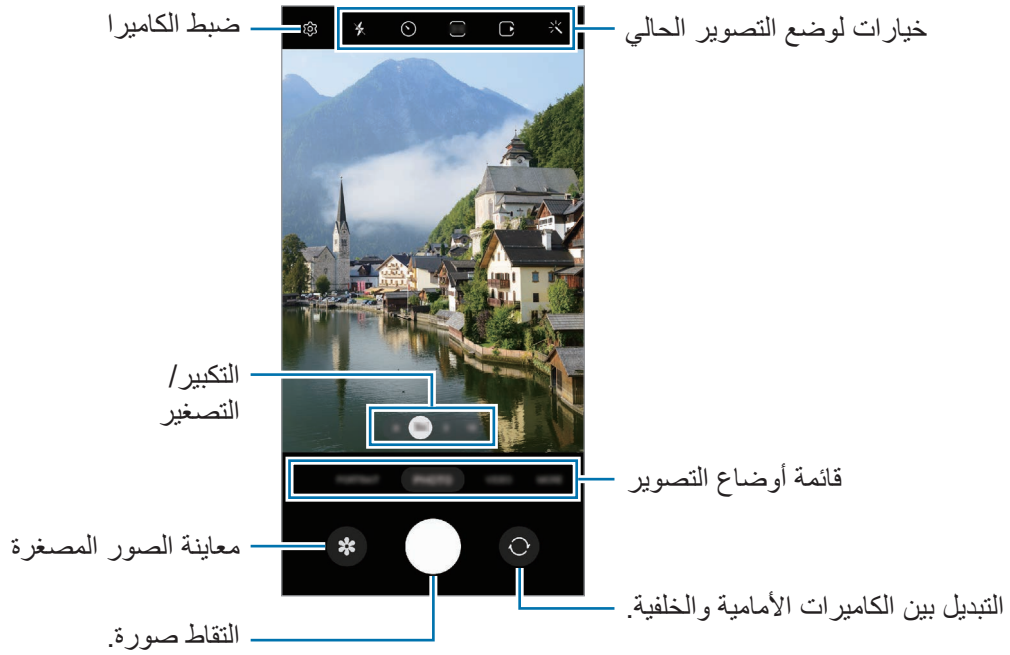 ضبط الكاميرا
خيارات لوضع التصوير الحالي
التكبير/
التصغير
قائمة أوضاع التصوير
PHOTO
معاينة الصور المصغرة
التبديل بين الكاميرات الأمامية والخلفية.
التقاط صورة.